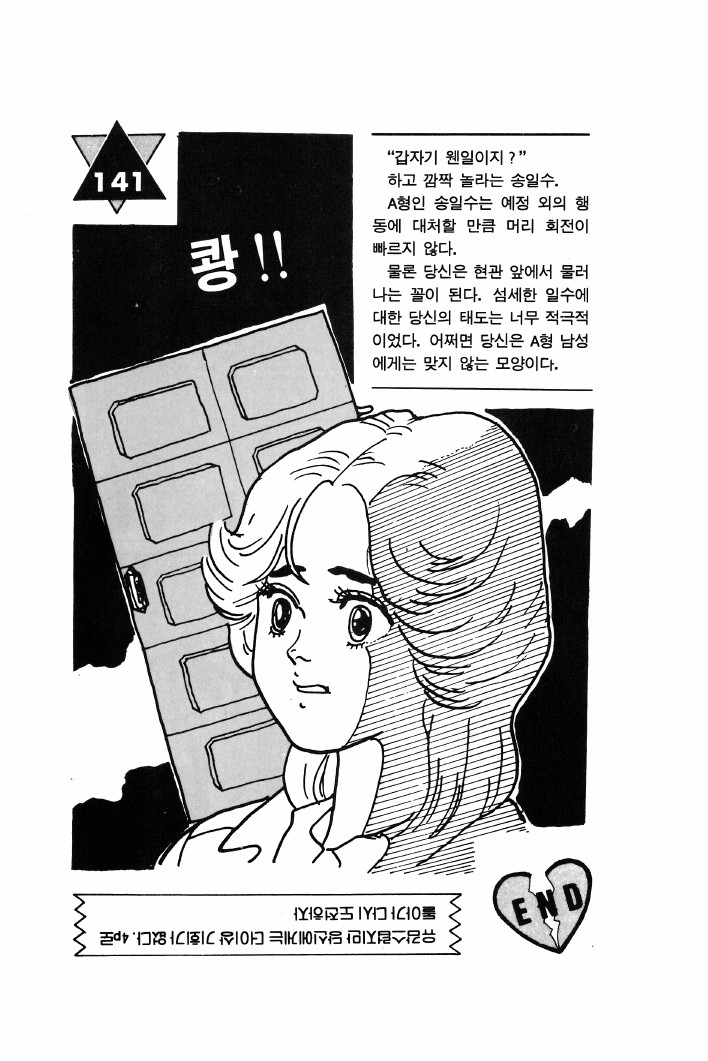 141
쾅!!
“갑자기 웬일이지?”
하고 깜짝 놀라는 송일수.
A형인 송일수는 예정 외의 행
동에 대처할 만큼 머리 회전이
빠르지 않다.
물론 당신은 현관 앞에서 물러
나는 꼴이 된다. 섬세한 일수에
대한 당신의 태도는 너무 적극적
이었다. 어쩌면 당신은 A형 남성
에게는 맞지 않는 모양이다.
END
유감스럽지만 당신에게는 더이상 기회가 없다. 4p로
돌아가 다시 도전하자